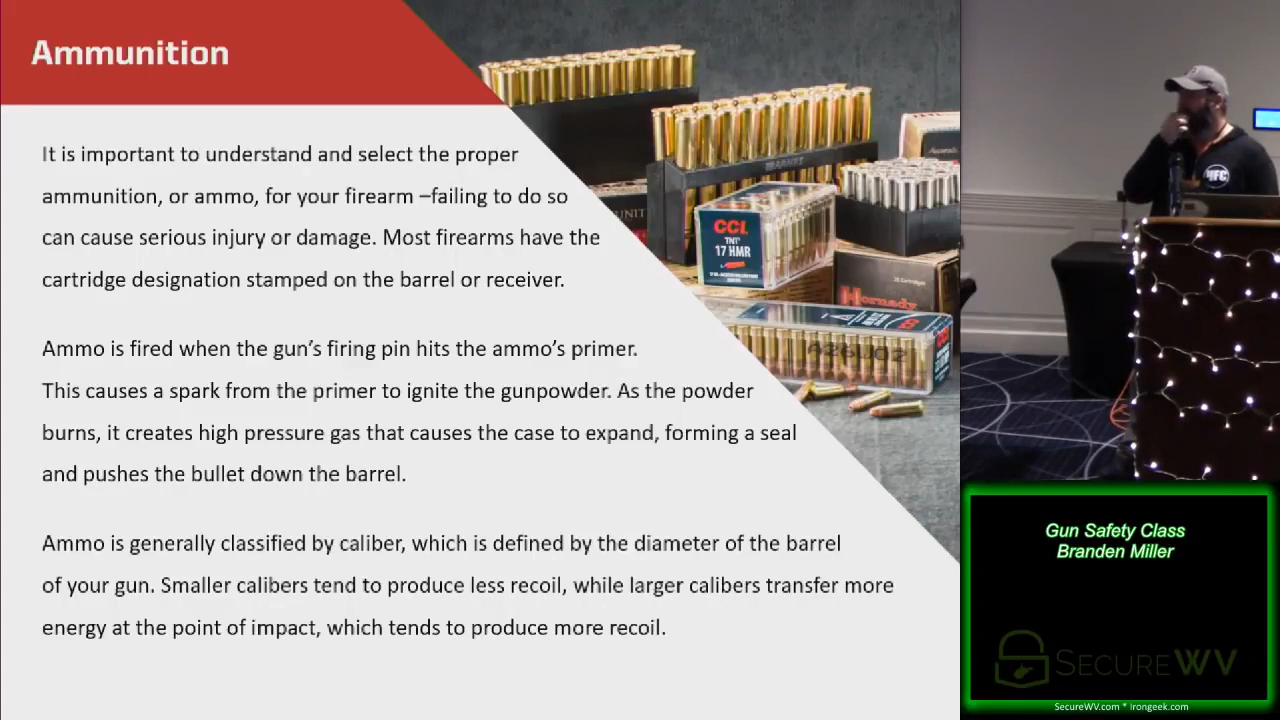 Ammunition
It is important to understand and select the proper
ammunition, or ammo, for your firearm –failing to do so
can cause serious injury or damage. Most firearms have the
cartridge designation stamped on the barrel or receiver.
Ammo is fired when the gun's firing pin hits the ammo's primer.
This causes a spark from the primer to ignite the gunpowder. As the powder
burns, it creates high pressure gas that causes the case to expand, forming a seal
and pushes the bullet down the barrel.
Ammo is generally classified by caliber, which is defined by the diameter of the barrel
of your gun. Smaller calibers tend to produce less recoil, while larger calibers transfer more
energy at the point of impact, which tends to produce more recoil.
CCI
TNT
17 HMR
Hornady
A26U02
CCI
HFC
Gun Safety Class
Branden Miller
SECUREWV
SecureWV.com * Irongeek.com